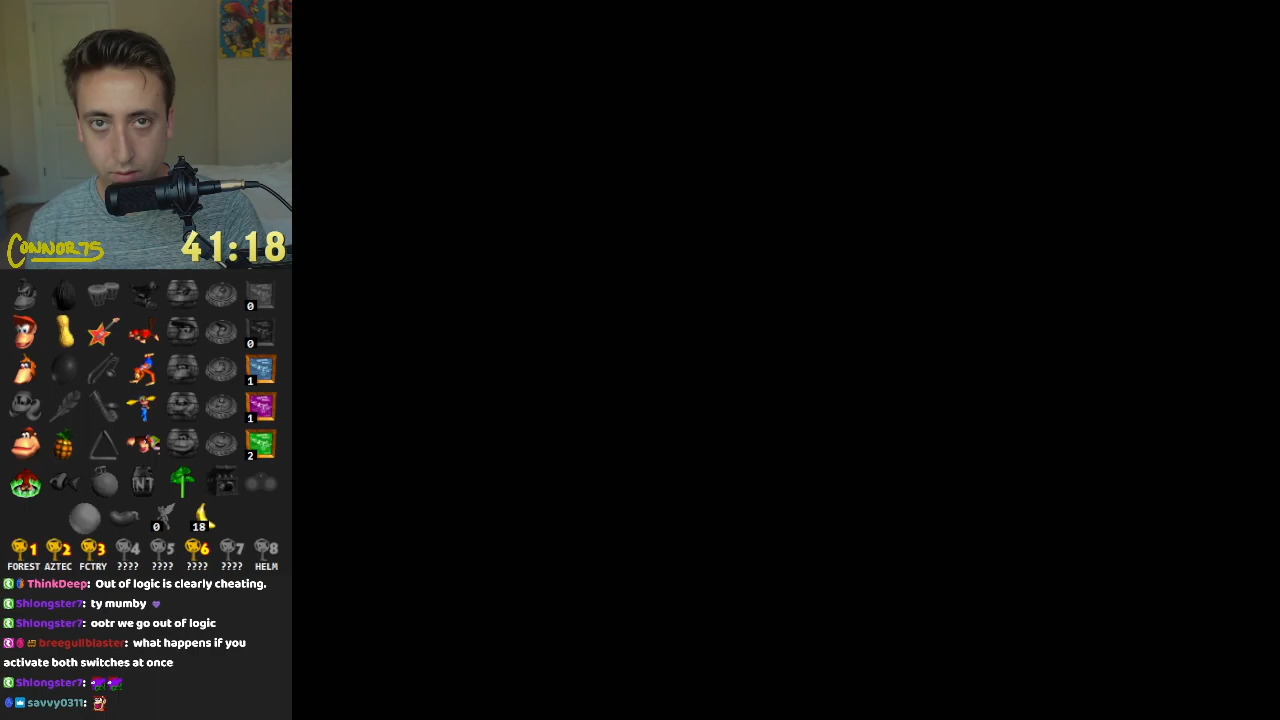 CONNOR75
41:18
0
0
1
1
2
NT
0
18
1 2 3 4 5 6 7 8
FOREST AZTEC FCTRY ???? ???? ???? ???? HELM
ThinkDeep: Out of logic is clearly cheating.
Shlongster7: ty mumby
Shlongster7: ootr we go out of logic
breegullblaster: what happens if you
activate both switches at once
Shlongster7:
savvy0311: